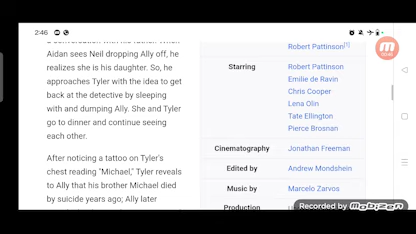 2:46
Aidan sees Neil dropping Ally off, he
realizes she is his daughter. So, he
approaches Tyler with the idea to get
back at the detective by sleeping
with and dumping Ally. She and Tyler
go to dinner and continue seeing
each other.
After noticing a tattoo on Tyler's
chest reading "Michael," Tyler reveals
to Ally that his brother Michael died
by suicide years ago; Ally later
Robert Pattinson[1]
Starring
Robert Pattinson
Emilie de Ravin
Chris Cooper
Lena Olin
Tate Ellington
Pierce Brosnan
Cinematography Jonathan Freeman
Edited by Andrew Mondshein
Music by Marcelo Zarvos
Production
Recorded by Mobizen